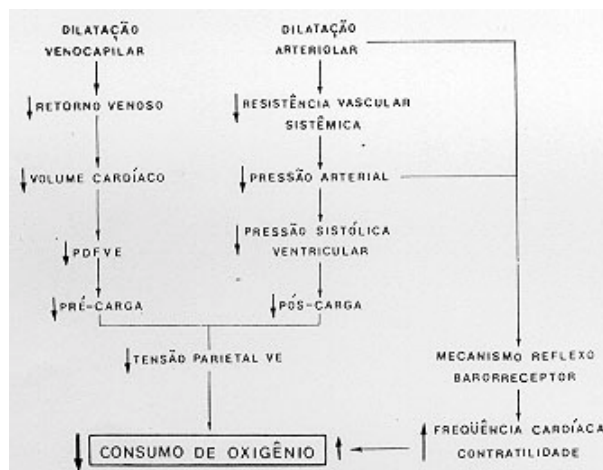 DILATAÇÃO
VENOCAPILAR
↓ RETORNO VENOSO
↓ VOLUME CARDÍACO
↓ PDFVE
↓ PRÉ-CARGA
DILATAÇÃO
ARTERIOLAR
↓ RESISTÊNCIA VASCULAR
SISTÊMICA
↓ PRESSÃO ARTERIAL
↓ PRESSÃO SISTÓLICA
VENTRICULAR
↓ PÓS-CARGA
↓ TENSÃO PARIETAL VE
MECANISMO REFLEXO
BARORRECEPTOR
↑ FREQÜÊNCIA CARDÍACA
CONTRATILIDADE
↓ CONSUMO DE OXIGÊNIO ↑